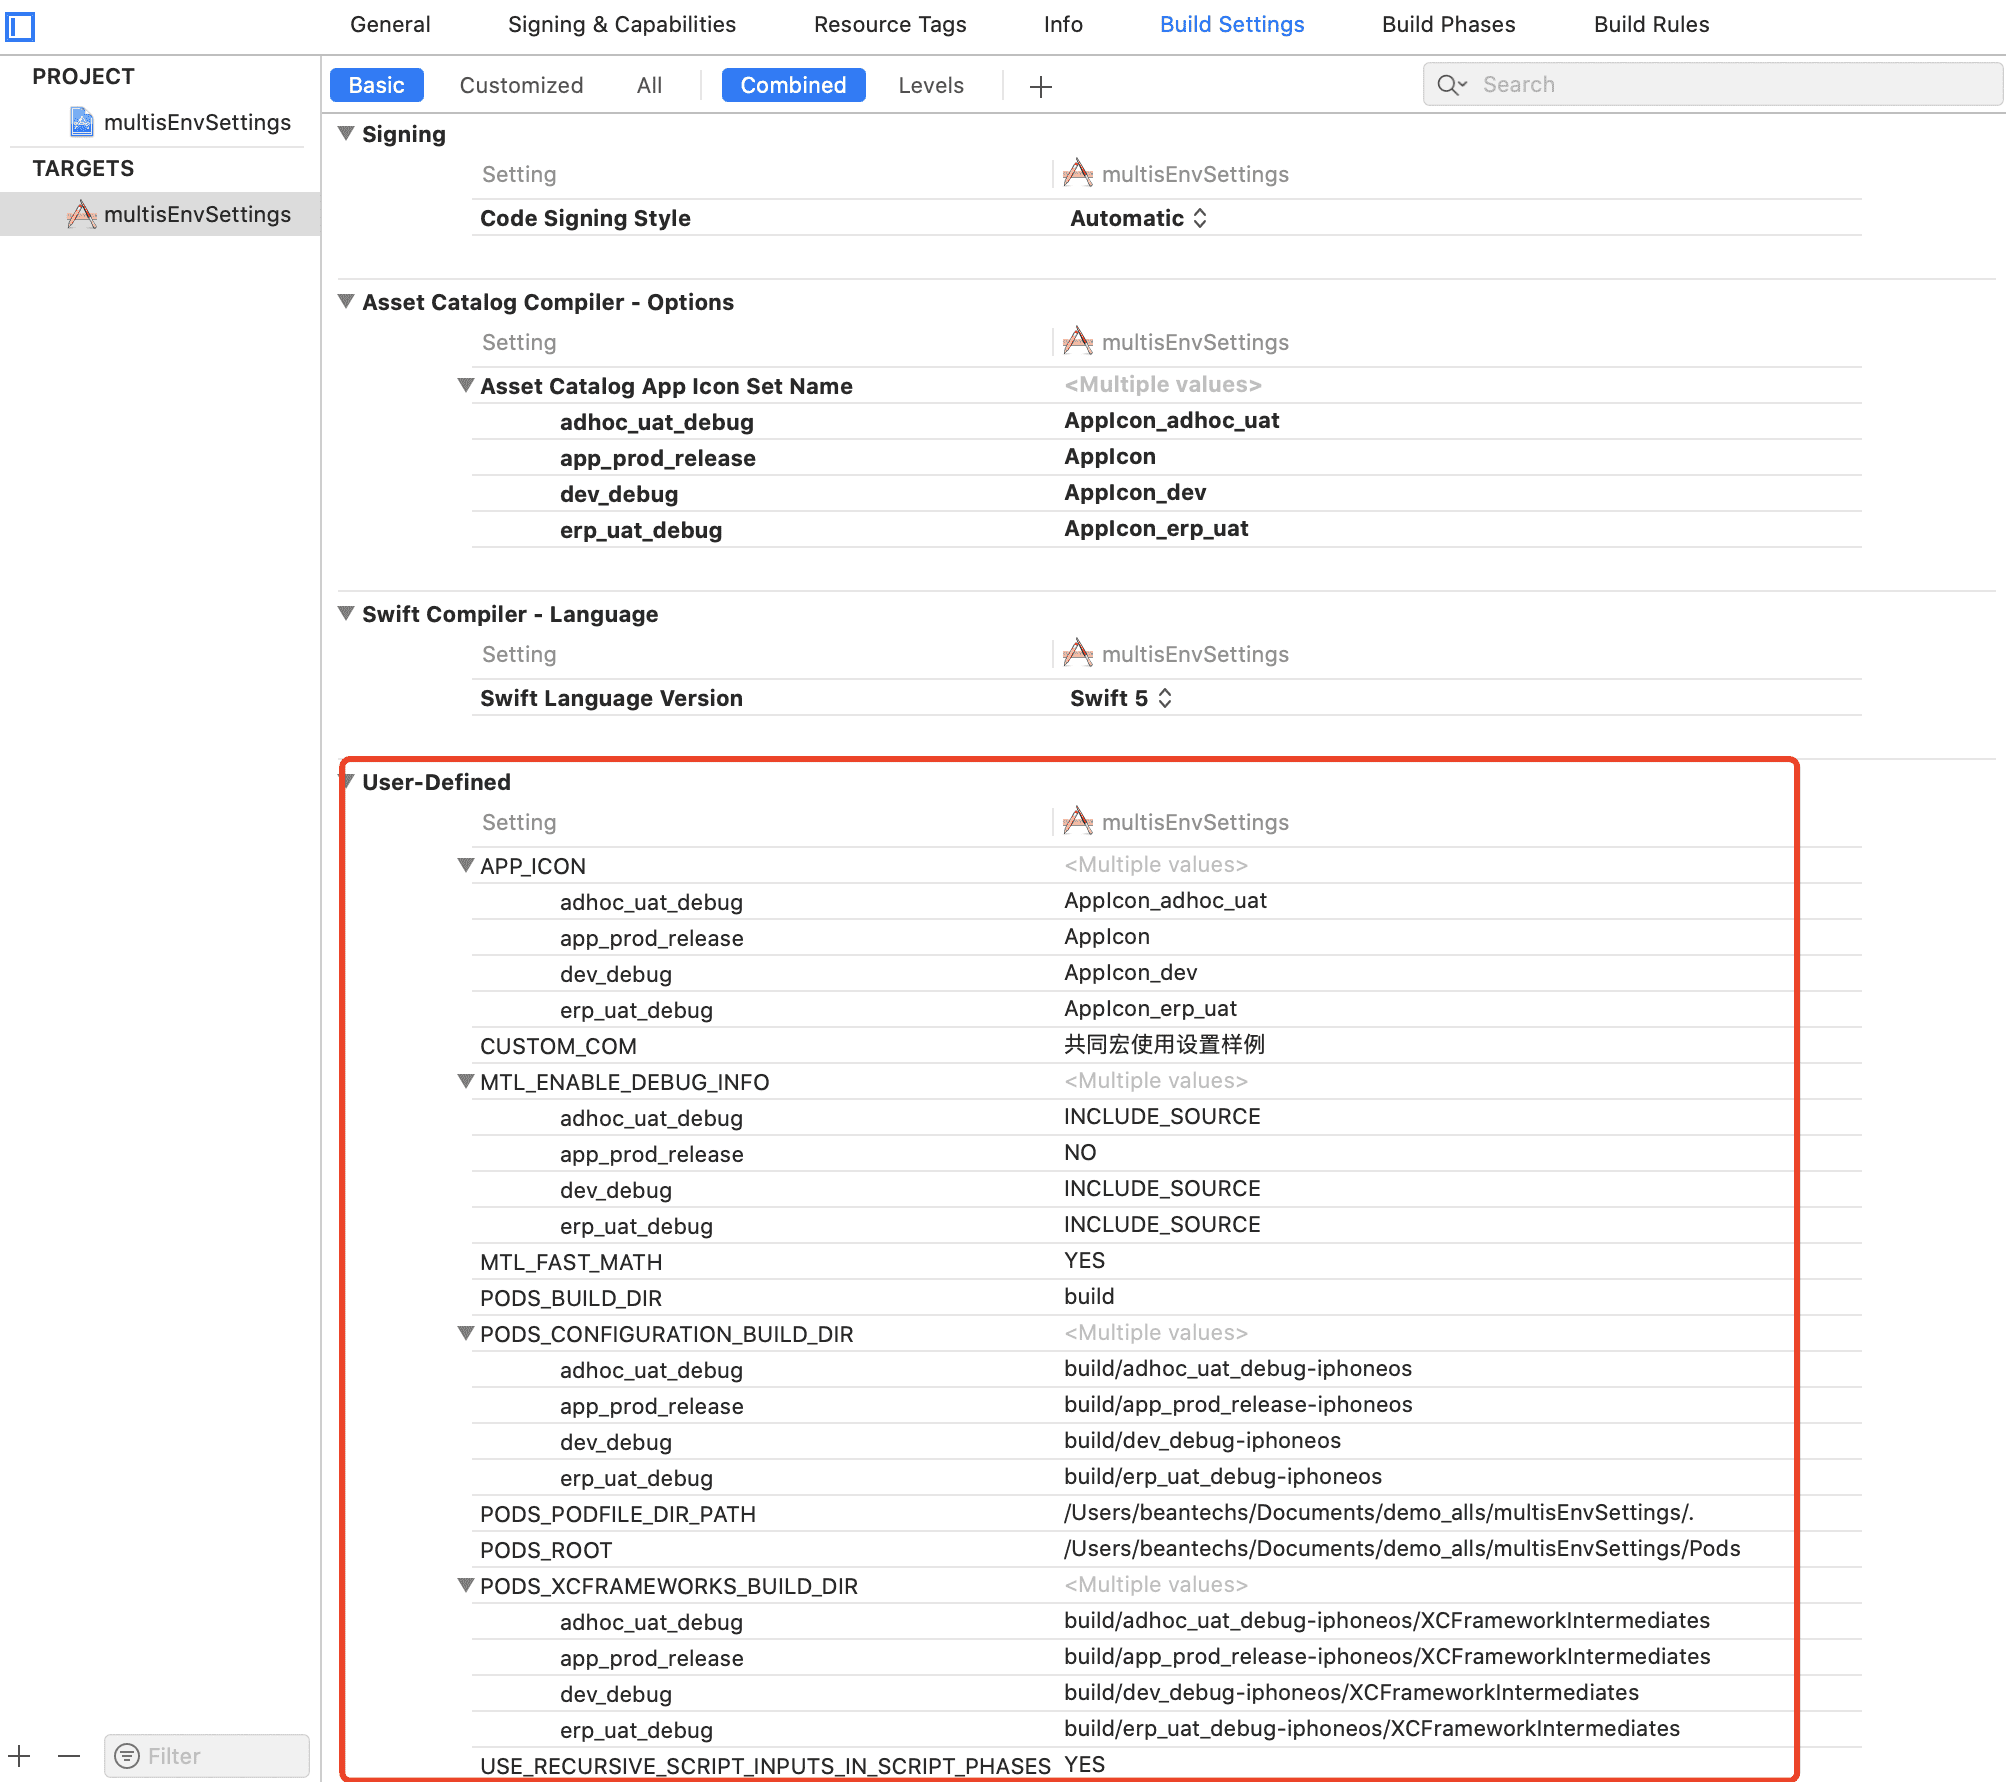 General Signing & Capabilities Resource Tags Info Build Settings Build Phases Build Rules
PROJECT
multisEnvSettings
TARGETS
multisEnvSettings
Basic Customized All Combined Levels Search
Signing
Setting multisEnvSettings
Code Signing Style Automatic
Asset Catalog Compiler - Options
Setting multisEnvSettings
Asset Catalog App Icon Set Name <Multiple values>
adhoc_uat_debug AppIcon_adhoc_uat
app_prod_release AppIcon
dev_debug AppIcon_dev
erp_uat_debug AppIcon_erp_uat
Swift Compiler - Language
Setting multisEnvSettings
Swift Language Version Swift 5
User-Defined
Setting multisEnvSettings
APP_ICON <Multiple values>
adhoc_uat_debug AppIcon_adhoc_uat
app_prod_release AppIcon
dev_debug AppIcon_dev
erp_uat_debug AppIcon_erp_uat
CUSTOM_COM 共同宏使用设置样例
MTL_ENABLE_DEBUG_INFO <Multiple values>
adhoc_uat_debug INCLUDE_SOURCE
app_prod_release NO
dev_debug INCLUDE_SOURCE
erp_uat_debug INCLUDE_SOURCE
MTL_FAST_MATH YES
PODS_BUILD_DIR build
PODS_CONFIGURATION_BUILD_DIR <Multiple values>
adhoc_uat_debug build/adhoc_uat_debug-iphoneos
app_prod_release build/app_prod_release-iphoneos
dev_debug build/dev_debug-iphoneos
erp_uat_debug build/erp_uat_debug-iphoneos
PODS_PODFILE_DIR_PATH /Users/beantechs/Documents/demo_alls/multisEnvSettings/.
PODS_ROOT /Users/beantechs/Documents/demo_alls/multisEnvSettings/Pods
PODS_XCFRAMEWORKS_BUILD_DIR <Multiple values>
adhoc_uat_debug build/adhoc_uat_debug-iphoneos/XCFrameworkIntermediates
app_prod_release build/app_prod_release-iphoneos/XCFrameworkIntermediates
dev_debug build/dev_debug-iphoneos/XCFrameworkIntermediates
erp_uat_debug build/erp_uat_debug-iphoneos/XCFrameworkIntermediates
USE_RECURSIVE_SCRIPT_INPUTS_IN_SCRIPT_PHASES YES
Filter